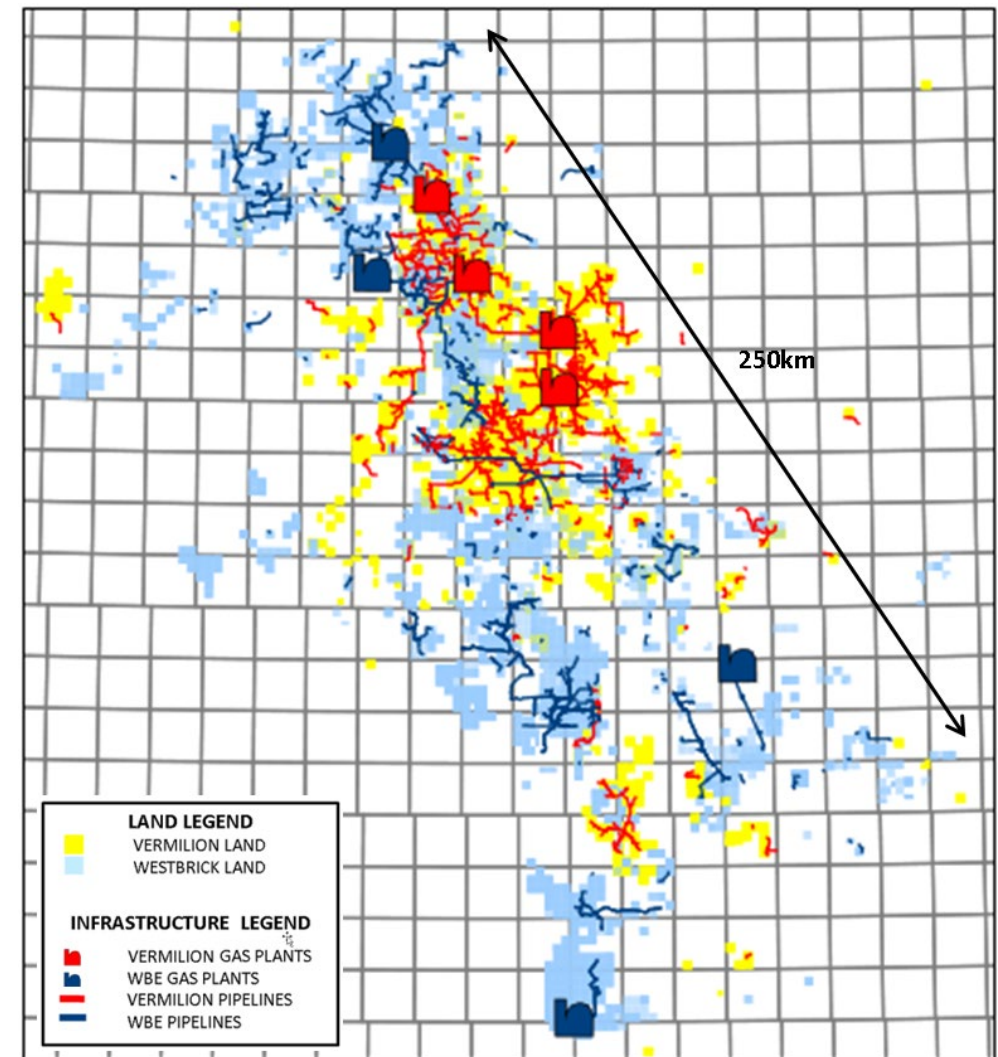 250km
LAND LEGEND
VERMILION LAND
WESTBRICK LAND
INFRASTRUCTURE LEGEND
VERMILION GAS PLANTS
WBE GAS PLANTS
VERMILION PIPELINES
WBE PIPELINES